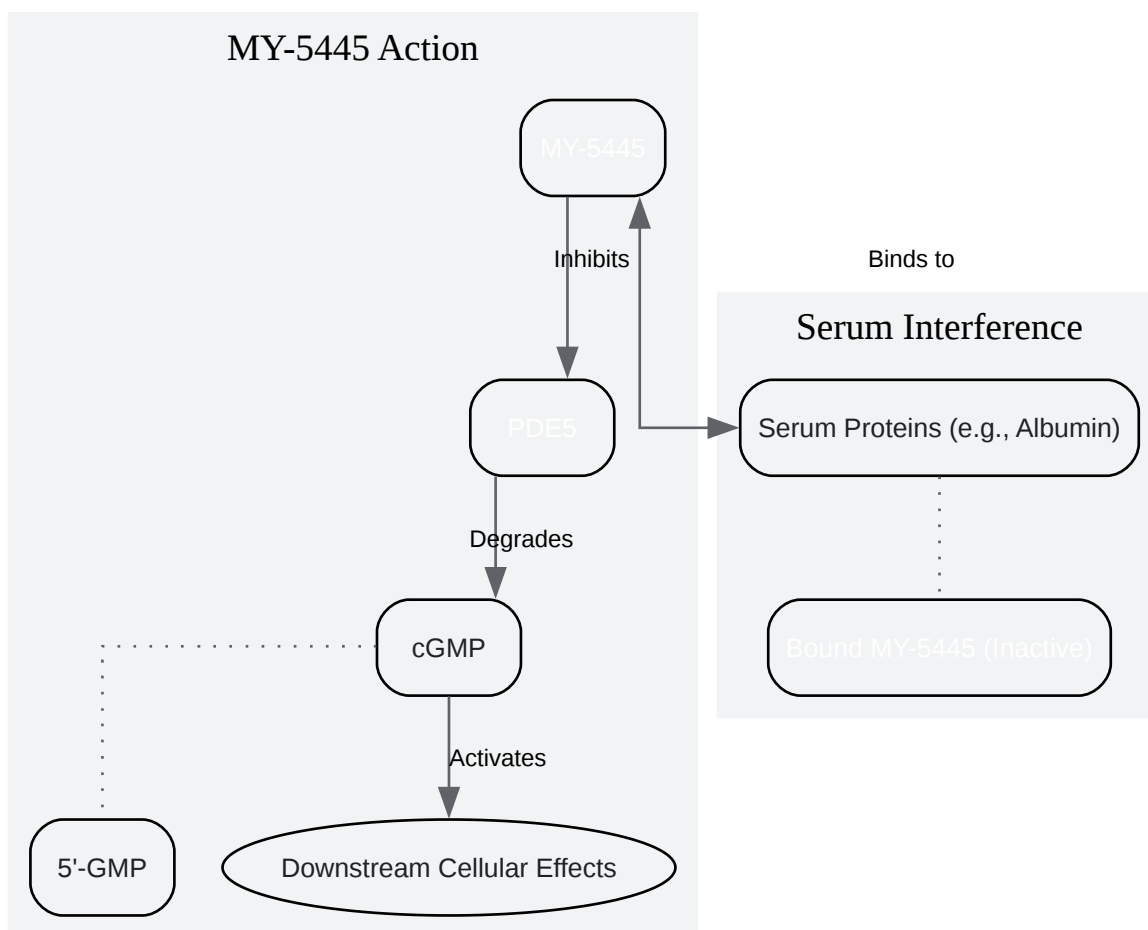 MY-5445 Action
MY-5445
Inhibits
Binds to
Serum Interference
PDE5
Serum Proteins (e.g., Albumin)
Degrades
cGMP
Bound MY-5445 (Inactive)
Activates
5'-GMP
Downstream Cellular Effects